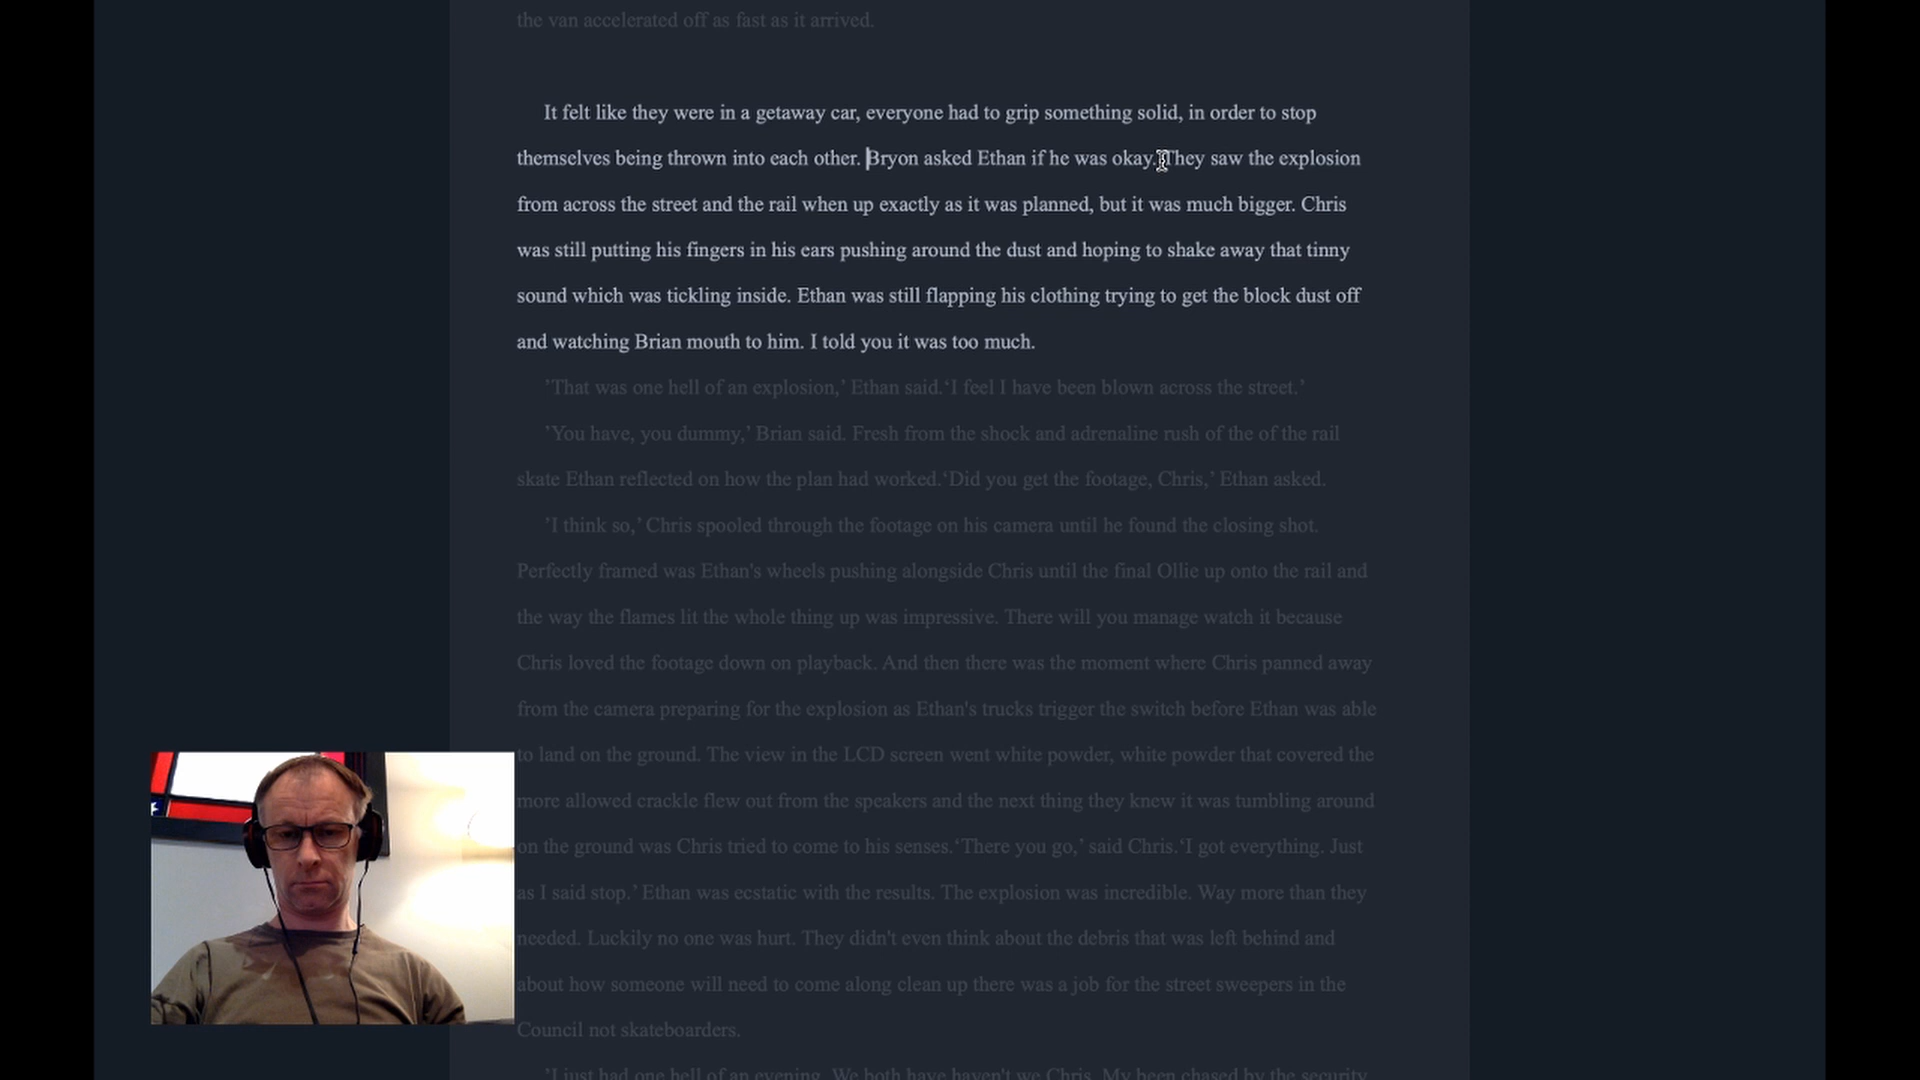 the van accelerated off as fast as it arrived.
It felt like they were in a getaway car, everyone had to grip something solid, in order to stop
themselves being thrown into each other. Bryon asked Ethan if he was okay. They saw the explosion
from across the street and the rail when up exactly as it was planned, but it was much bigger. Chris
was still putting his fingers in his ears pushing around the dust and hoping to shake away that tinny
sound which was tickling inside. Ethan was still flapping his clothing trying to get the block dust off
and watching Brian mouth to him. I told you it was too much.
’That was one hell of an explosion,’ Ethan said.‘I feel I have been blown across the street.’
’You have, you dummy,’ Brian said. Fresh from the shock and adrenaline rush of the of the rail
skate Ethan reflected on how the plan had worked.‘Did you get the footage, Chris,’ Ethan asked.
’I think so,’ Chris spooled through the footage on his camera until he found the closing shot.
Perfectly framed was Ethan's wheels pushing alongside Chris until the final Ollie up onto the rail and
the way the flames lit the whole thing up was impressive. There will you manage watch it because
Chris loved the footage down on playback. And then there was the moment where Chris panned away
from the camera preparing for the explosion as Ethan's trucks trigger the switch before Ethan was able
to land on the ground. The view in the LCD screen went white powder, white powder that covered the
more allowed crackle flew out from the speakers and the next thing they knew it was tumbling around
on the ground was Chris tried to come to his senses.‘There you go,’ said Chris.‘I got everything. Just
as I said stop.’ Ethan was ecstatic with the results. The explosion was incredible. Way more than they
needed. Luckily no one was hurt. They didn't even think about the debris that was left behind and
about how someone will need to come along clean up there was a job for the street sweepers in the
Council not skateboarders.
’I just had one hell of an evening. We both have haven't we Chris. My been chased by the security